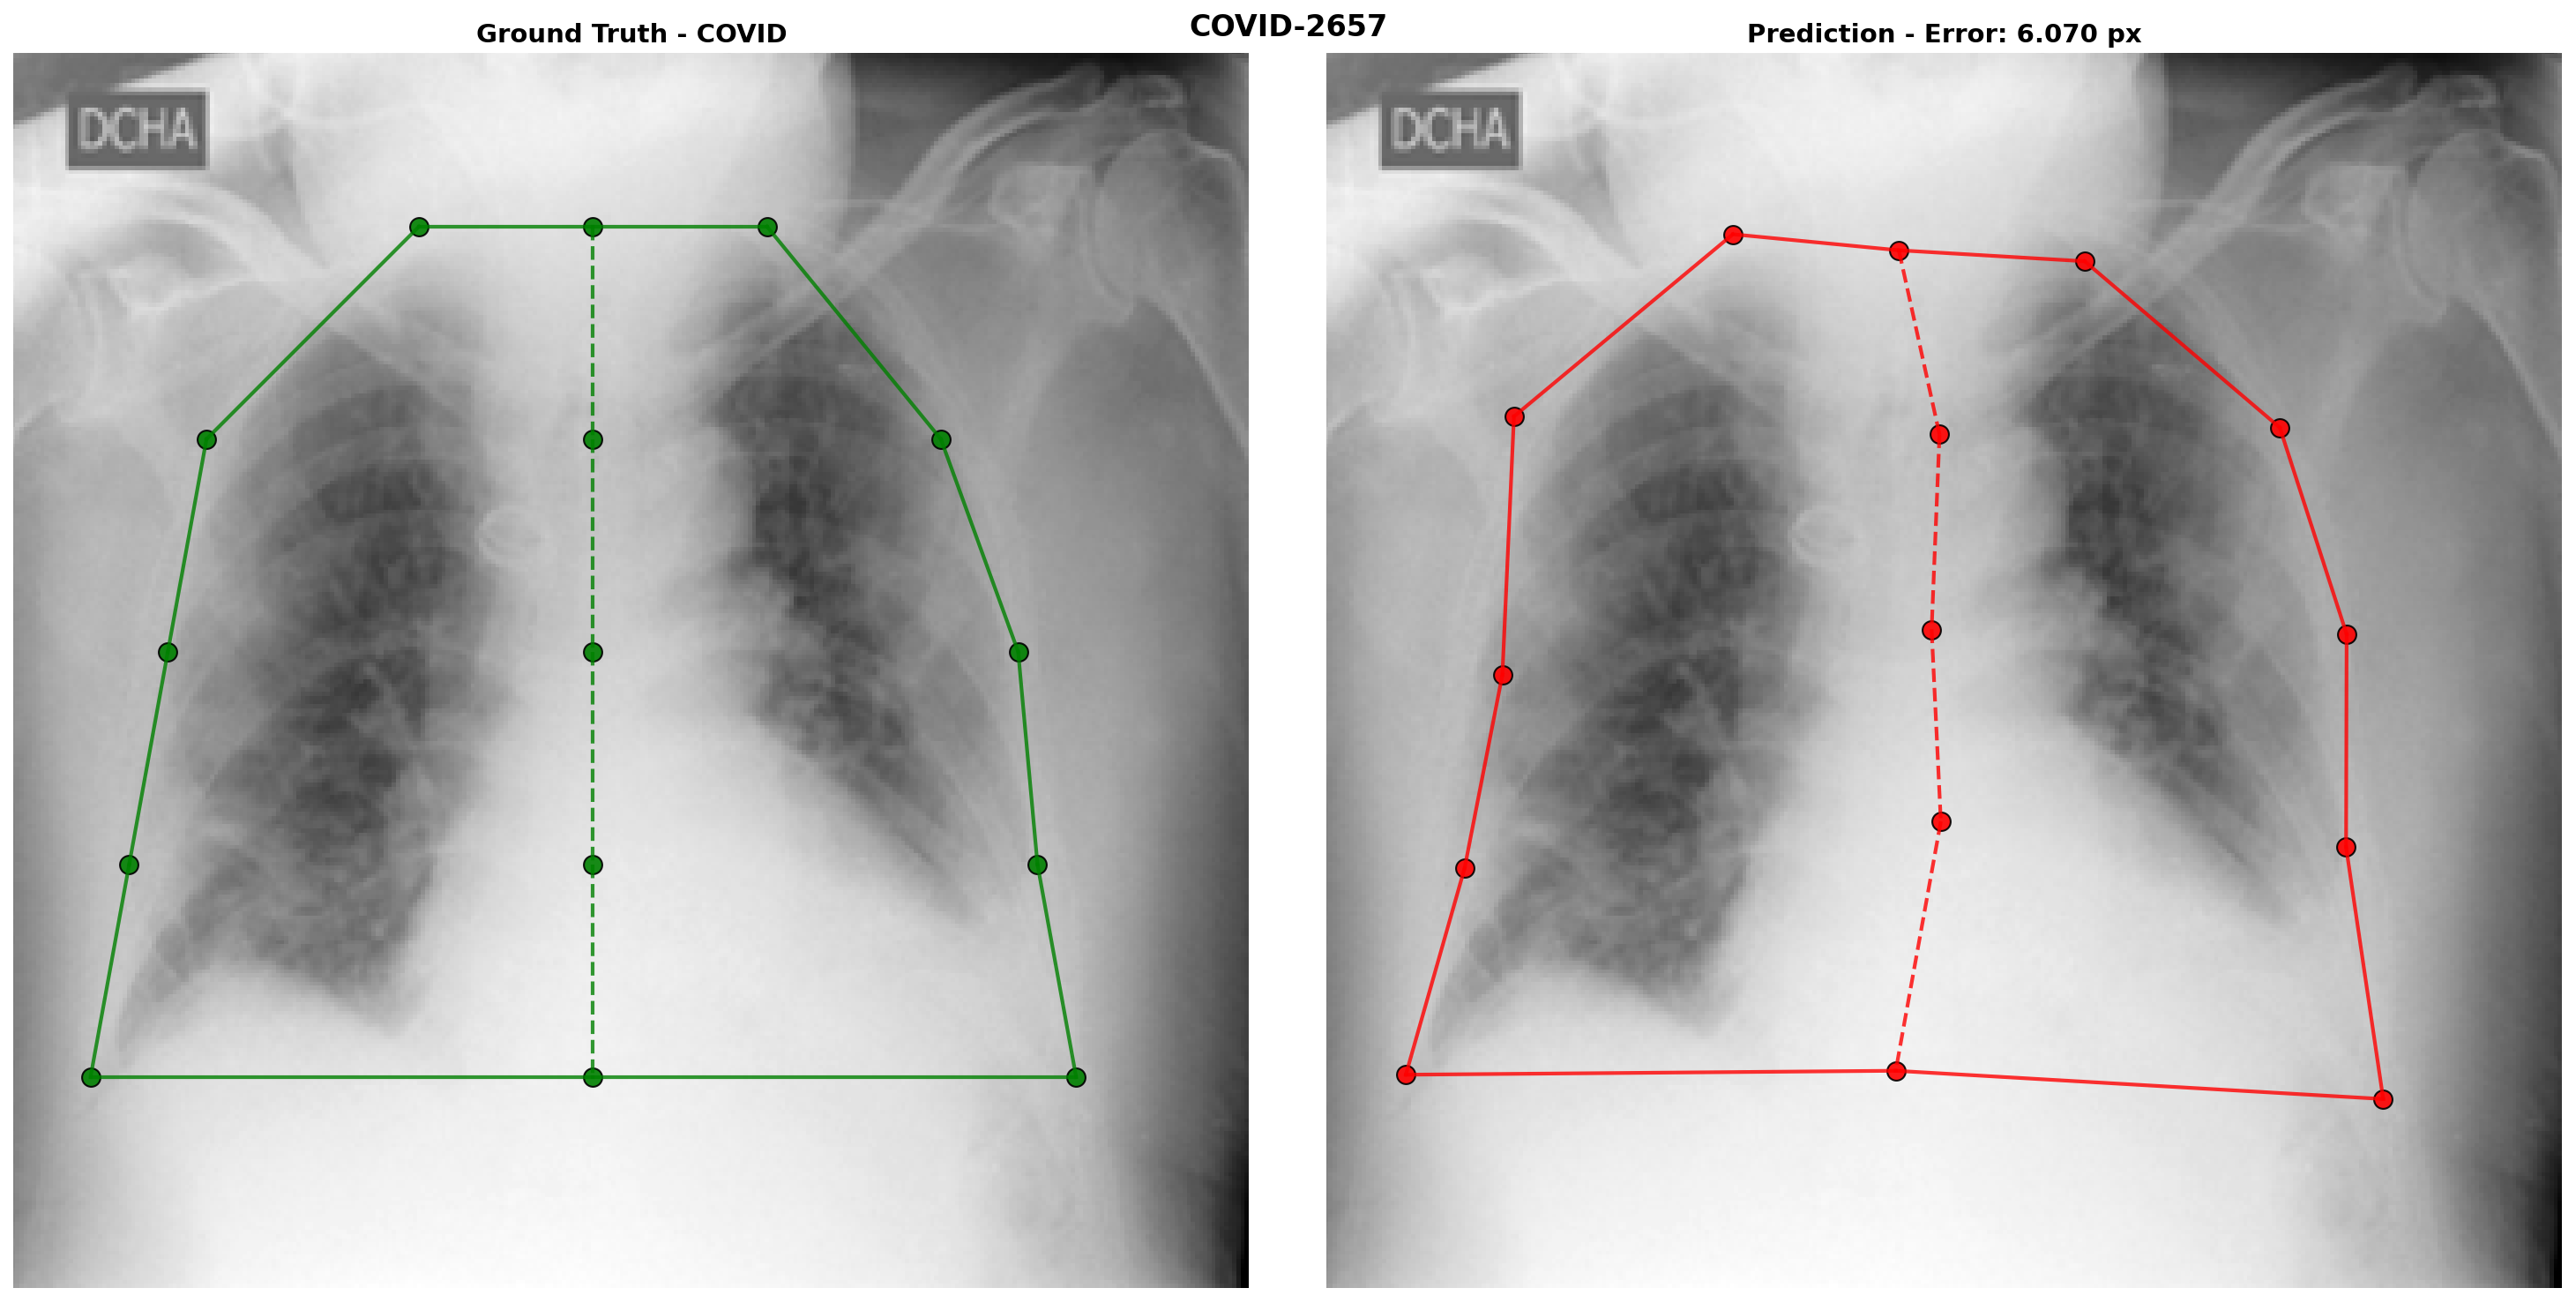 COVID-2657
Ground Truth - COVID
Prediction - Error: 6.070 px
DCHA
DCHA